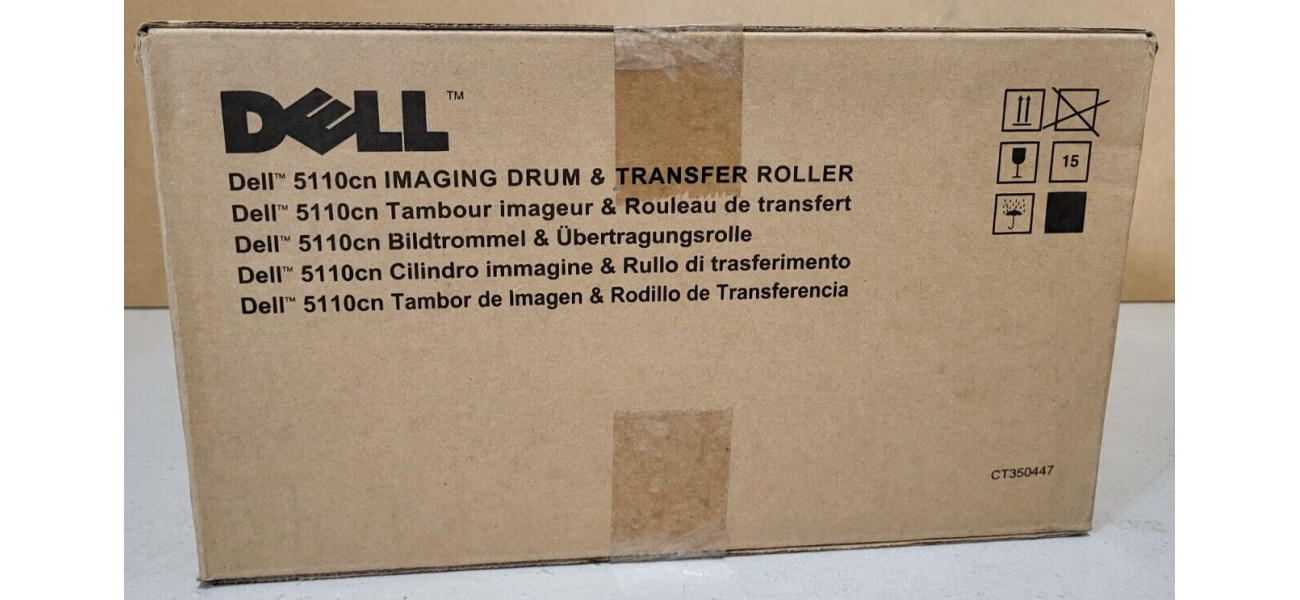 DELL™
Dell™ 5110cn IMAGING DRUM & TRANSFER ROLLER
Dell™ 5110cn Tambour imageur & Rouleau de transfert
Dell™ 5110cn Bildtrommel & Übertragungsrolle
Dell™ 5110cn Cilindro immagine & Rullo di trasferimento
Dell™ 5110cn Tambor de Imagen & Rodillo de Transferencia
15
CT350447